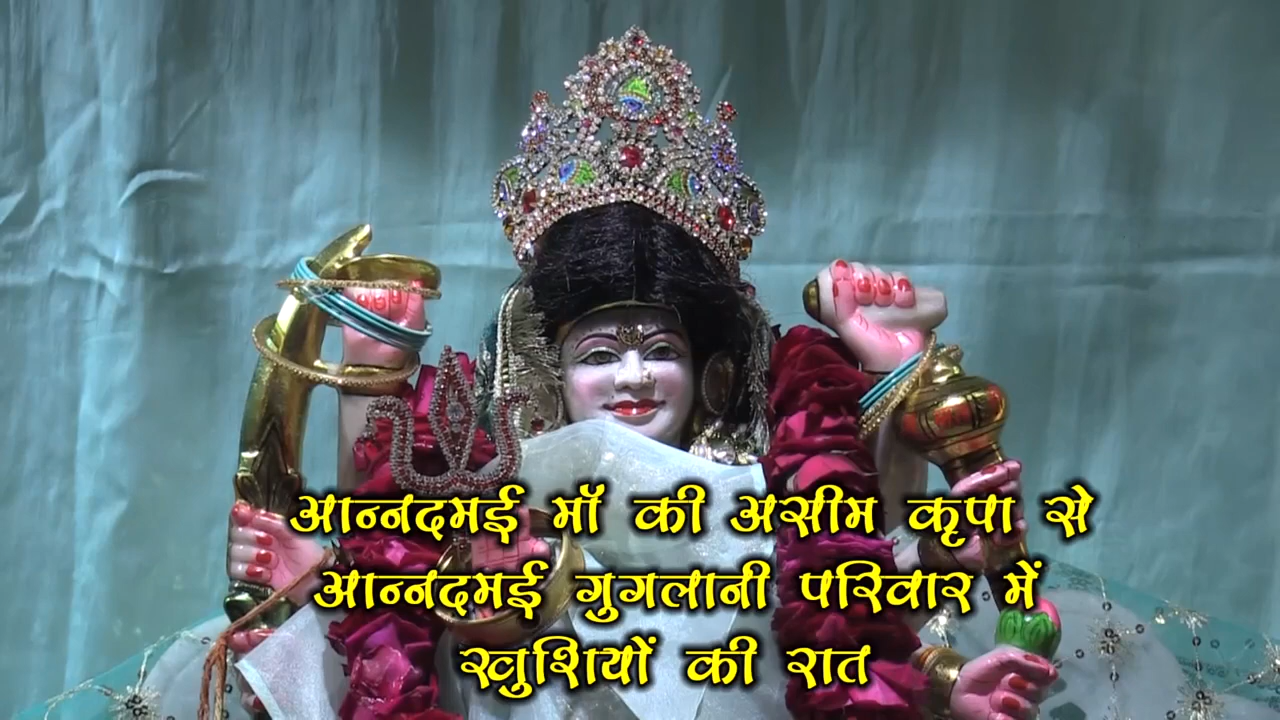 आन्नदमई मॉ की असीम कृपा से
आन्नदमई गुगलानी परिवार में
खुशियों की रात